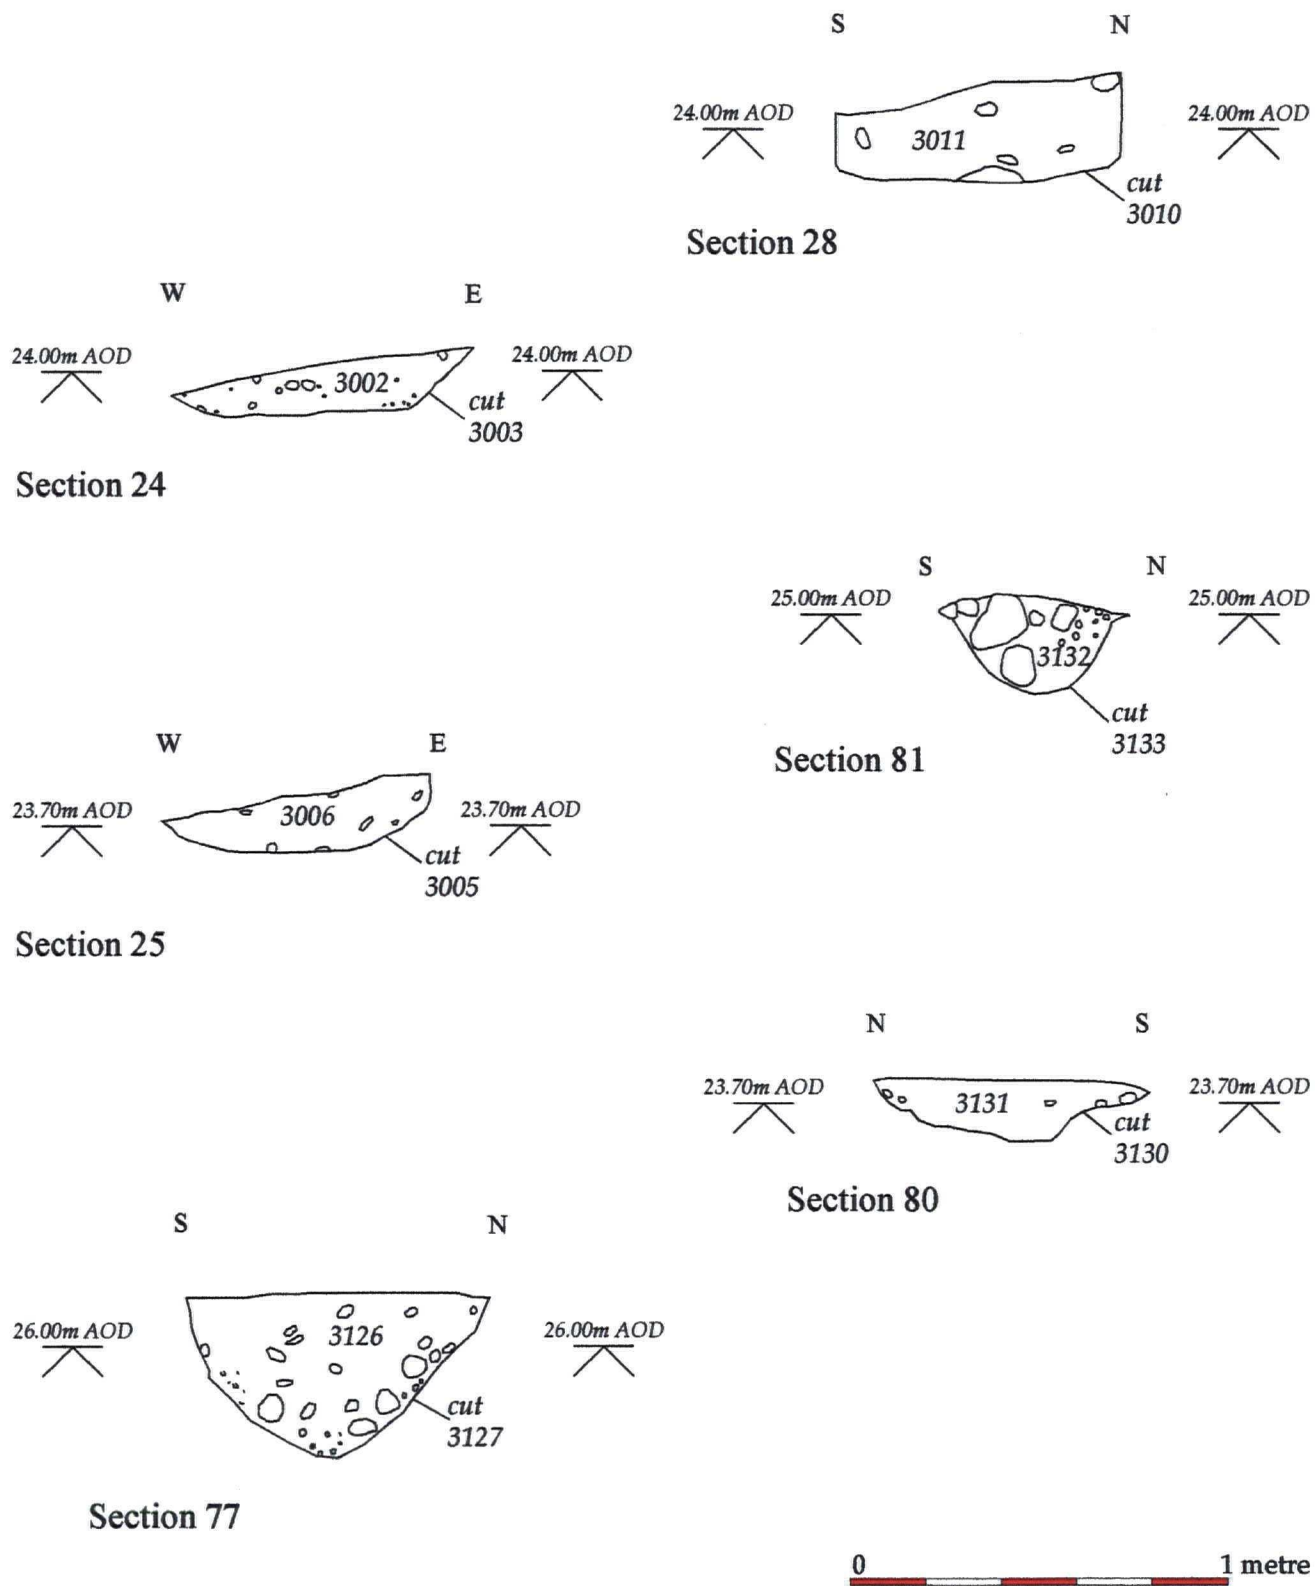 S N
24.00m AOD 24.00m AOD
3011
cut
3010
Section 28
W E
24.00m AOD 24.00m AOD
3002
cut
3003
Section 24
S N
25.00m AOD 25.00m AOD
3132
cut
3133
Section 81
W E
23.70m AOD 23.70m AOD
3006
cut
3005
Section 25
N S
23.70m AOD 23.70m AOD
3131
cut
3130
Section 80
S N
26.00m AOD 26.00m AOD
3126
cut
3127
Section 77
0 1 metre